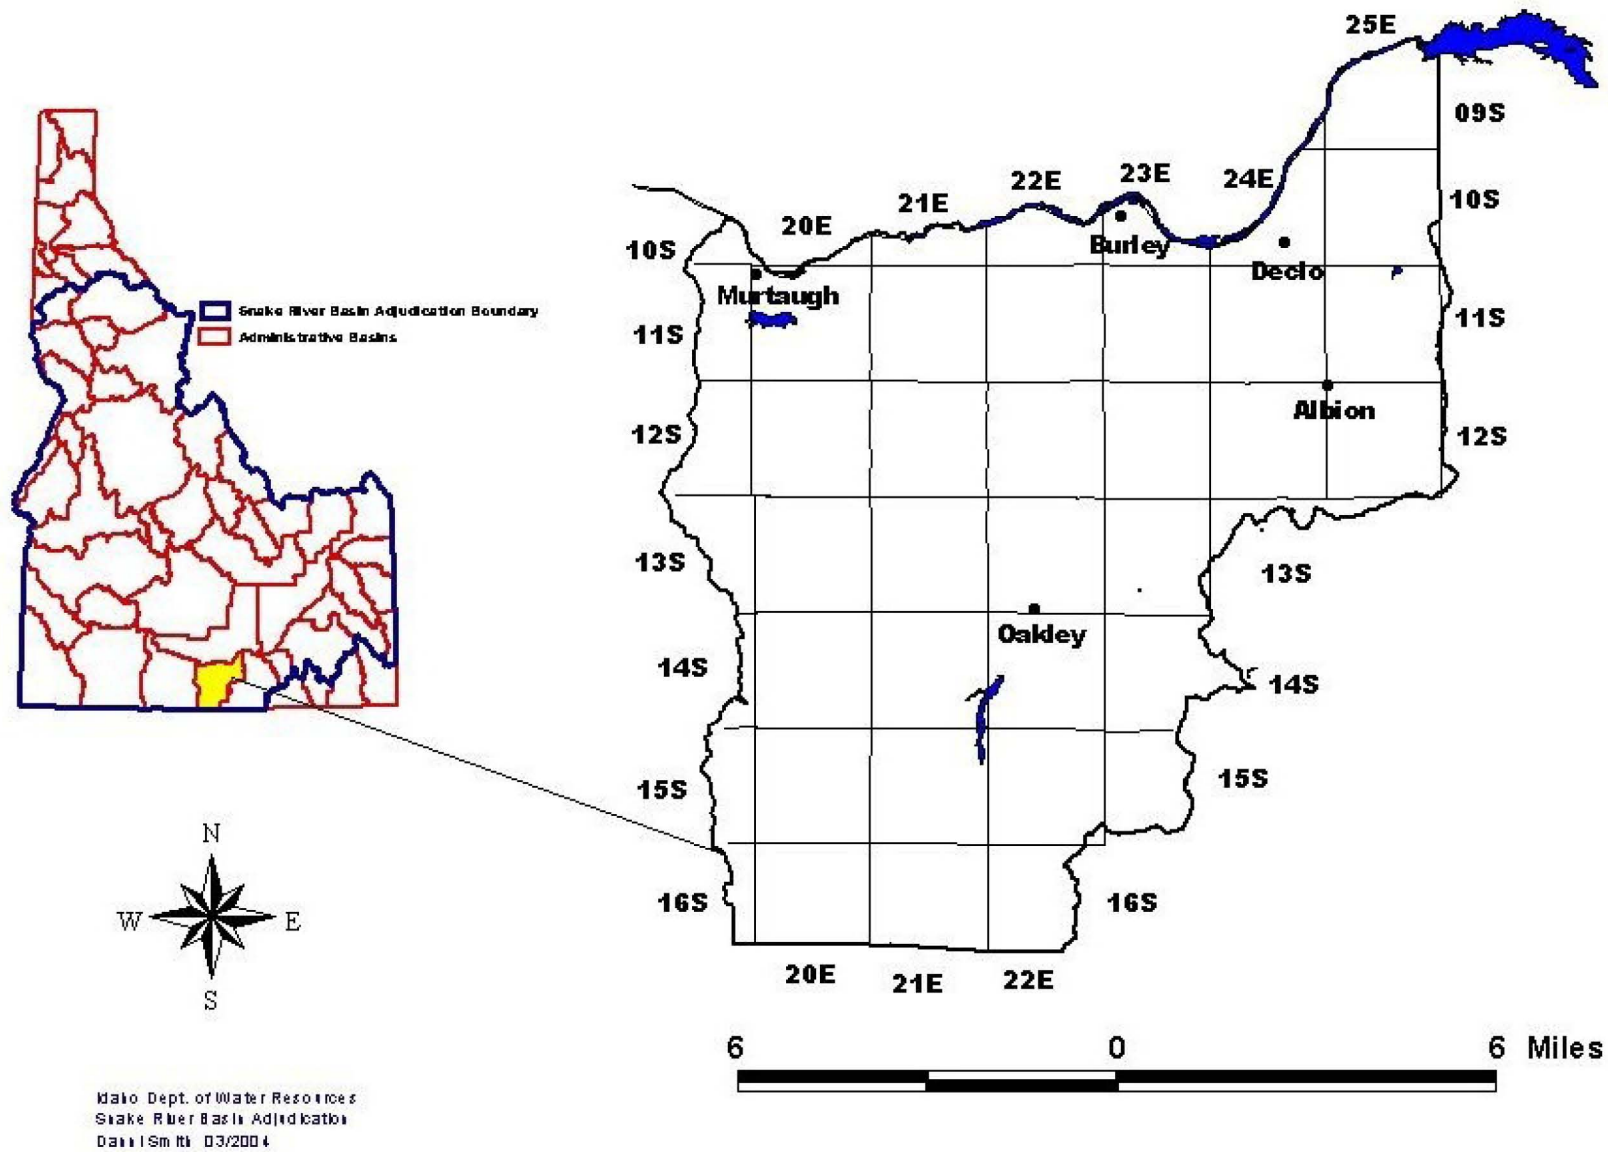 25E
09S
23E
22E
24E
10S
21E
20E
10S
Burley
Declo
Murtaugh
Snake River Basin Adjudication Boundary
11S
11S
Administrative Basins
Albion
12S
12S
13S
13S
Oakley
14S
14S
15S
15S
N
16S
16S
W
E
20E
21E
22E
S
6
0
6 Miles
Idaho Dept. of Water Resources
Snake River Basin Adjudication
Danni Smith 03/2004